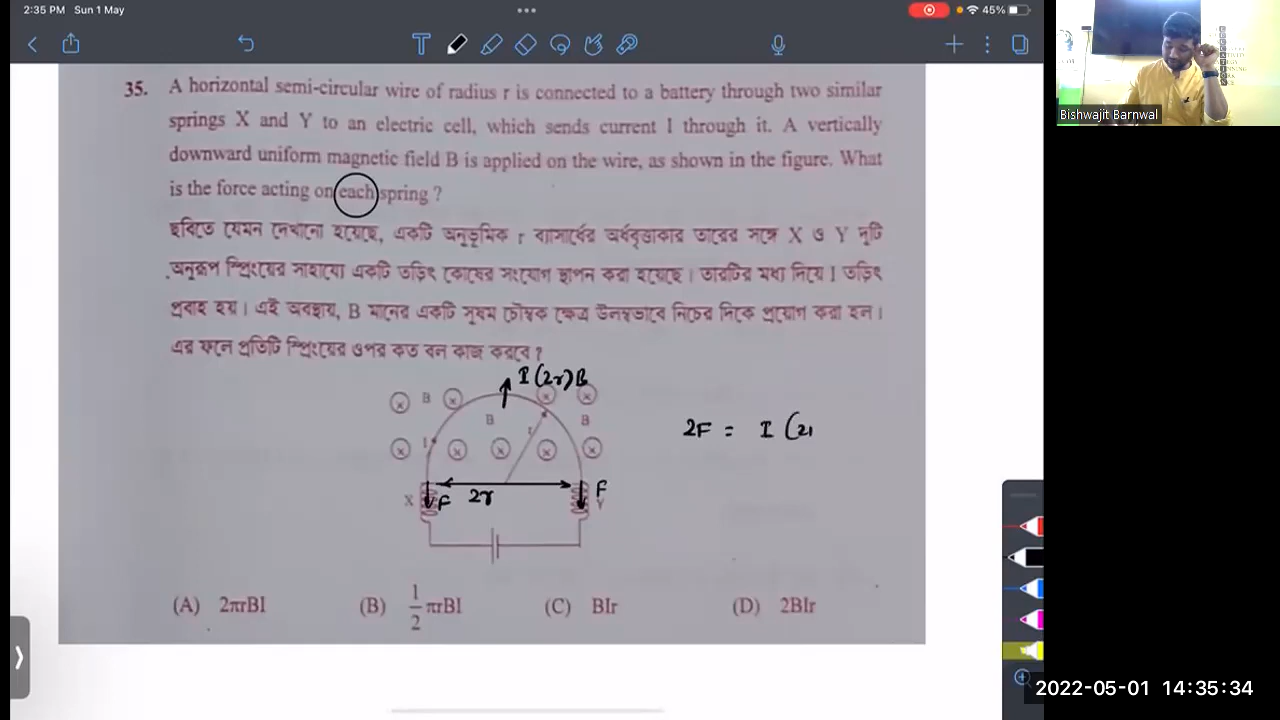 2:35 PM Sun 1 May
45%
35. A horizontal semi-circular wire of radius r is connected to a battery through two similar
springs X and Y to an electric cell, which sends current I through it. A vertically
downward uniform magnetic field B is applied on the wire, as shown in the figure. What
is the force acting on each spring ?
ছবিতে যেমন দেখানো হয়েছে, একটি অনুভূমিক r ব্যাসার্ধের অর্ধবৃত্তাকার তারের সঙ্গে X ও Y দুটি
অনুরূপ স্প্রিংয়ের সাহায্যে একটি তড়িৎ কোষের সংযোগ স্থাপন করা হয়েছে। তারটির মধ্য দিয়ে I তড়িৎ
প্রবাহ হয়। এই অবস্থায়, B মানের একটি সুষম চৌম্বক ক্ষেত্র উলম্বভাবে নিচের দিকে প্রয়োগ করা হল।
এর ফলে প্রতিটি স্প্রিংয়ের ওপর কত বল কাজ করবে ?
I (2r) B
B
B
B
I
r
2F = I (2r
X
F
2r
F
Y
(A) 2πrBI
(B) 1/2 πrBI
(C) BIr
(D) 2BIr
Bishwajit Barnwal
2022-05-01 14:35:34